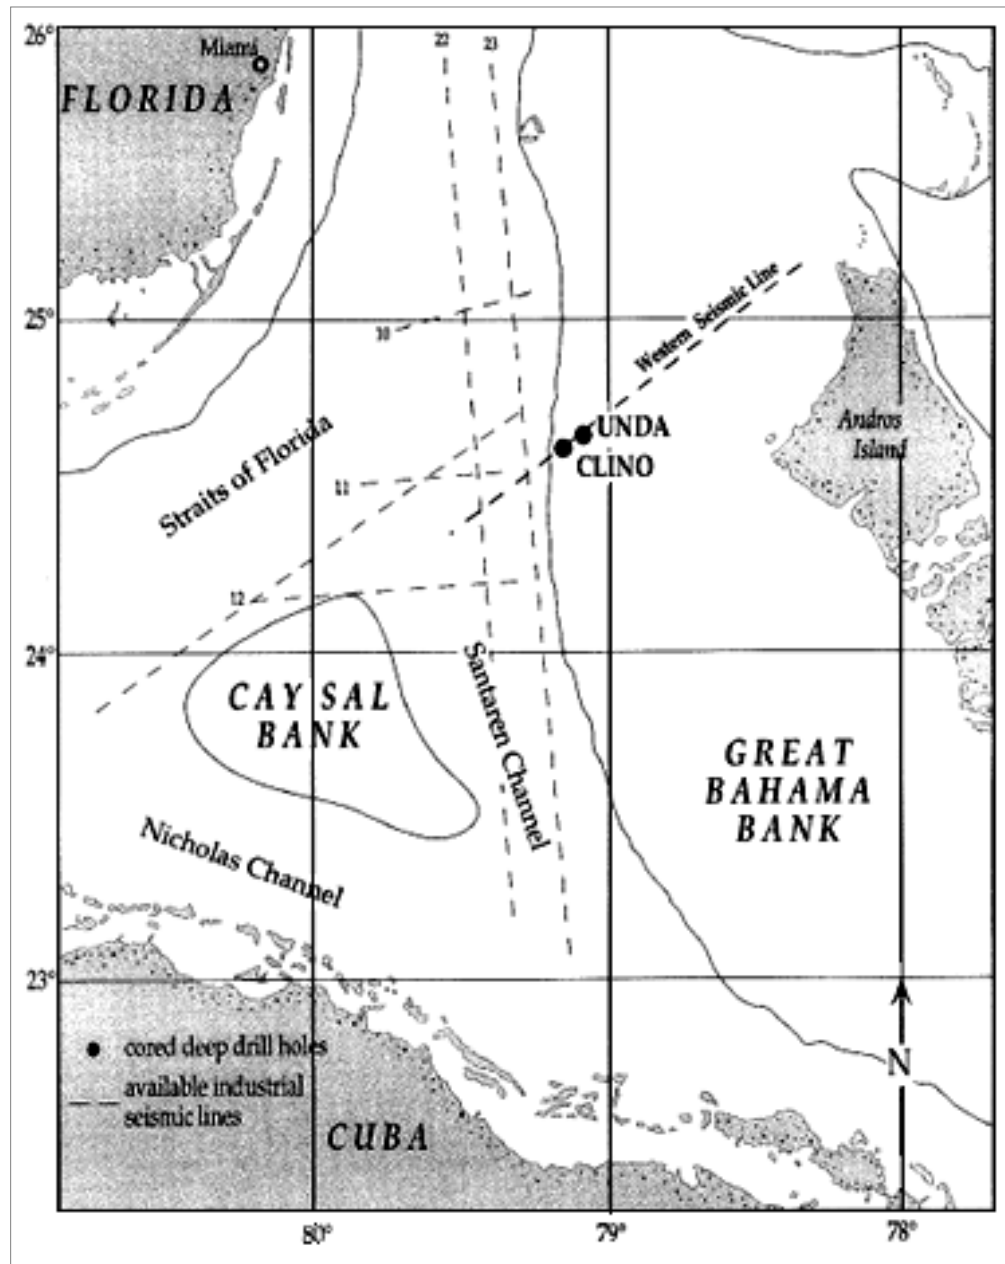 26°
Miami
22
23
FLORIDA
25°
10
Western Seismic Line
UNDA
CLINO
Andros
Island
Straits of Florida
11
12
24°
CAY SAL
BANK
Santaren Channel
GREAT
BAHAMA
BANK
Nicholas Channel
23°
cored deep drill holes
available industrial
seismic lines
CUBA
N
80°
79°
78°